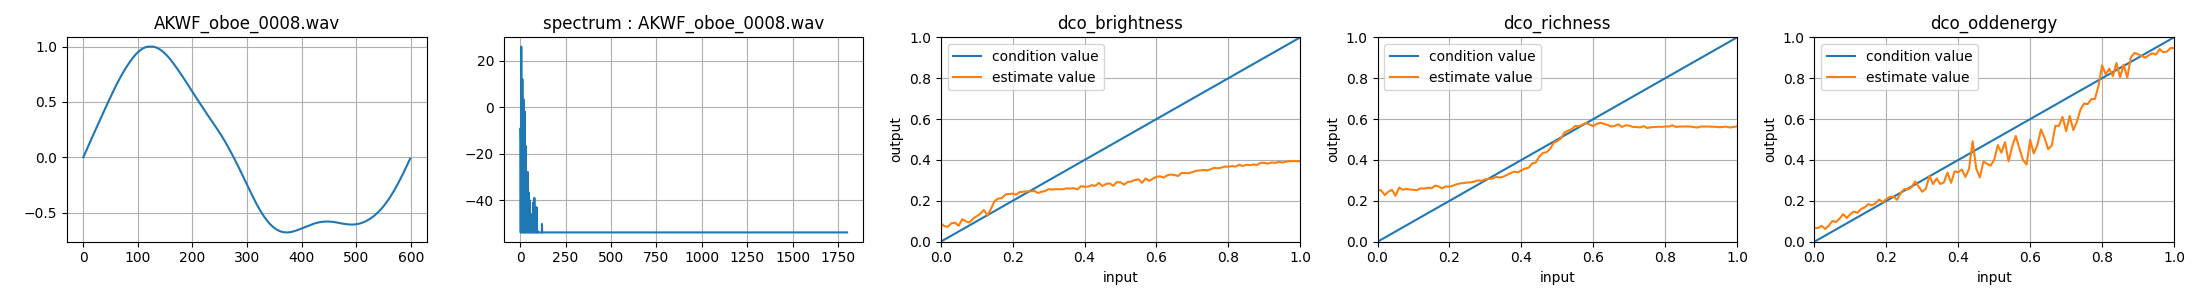 AKWF_oboe_0008.wav
1.0
0.5
0.0
−0.5
0 100 200 300 400 500 600
spectrum : AKWF_oboe_0008.wav
20
0
−20
−40
0 250 500 750 1000 1250 1500 1750
dco_brightness
condition value
estimate value
output
1.0
0.8
0.6
0.4
0.2
0.0
0.0 0.2 0.4 0.6 0.8 1.0
input
dco_richness
condition value
estimate value
output
1.0
0.8
0.6
0.4
0.2
0.0
0.0 0.2 0.4 0.6 0.8 1.0
input
dco_oddenergy
condition value
estimate value
output
1.0
0.8
0.6
0.4
0.2
0.0
0.0 0.2 0.4 0.6 0.8 1.0
input